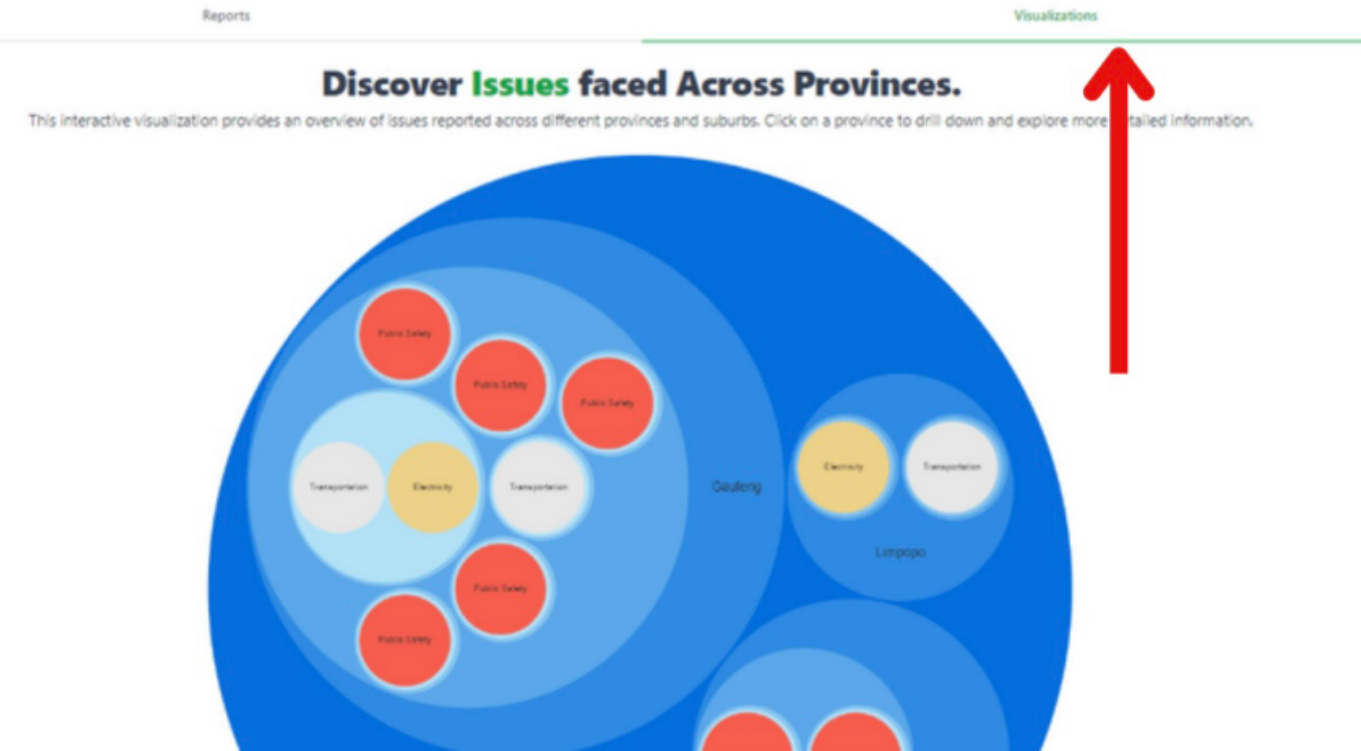 Reports
Visualizations
Discover Issues faced Across Provinces.
This interactive visualization provides an overview of issues reported across different provinces and suburbs. Click on a province to drill down and explore more tailed information.
Public Safety
Public Safety
Public Safety
Transportation
Electricity
Transportation
Gauteng
Electricity
Transportation
Limpopo
Public Safety
Public Safety